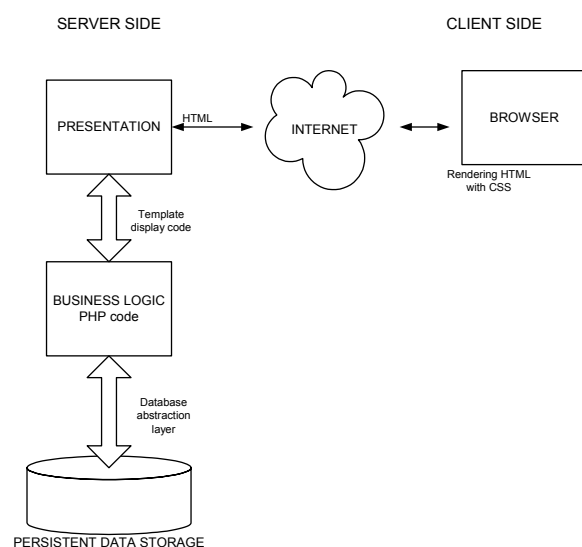 SERVER SIDE
CLIENT SIDE
PRESENTATION
HTML
INTERNET
BROWSER
Rendering HTML
with CSS
Template
display code
BUSINESS LOGIC
PHP code
Database
abstraction
layer
PERSISTENT DATA STORAGE